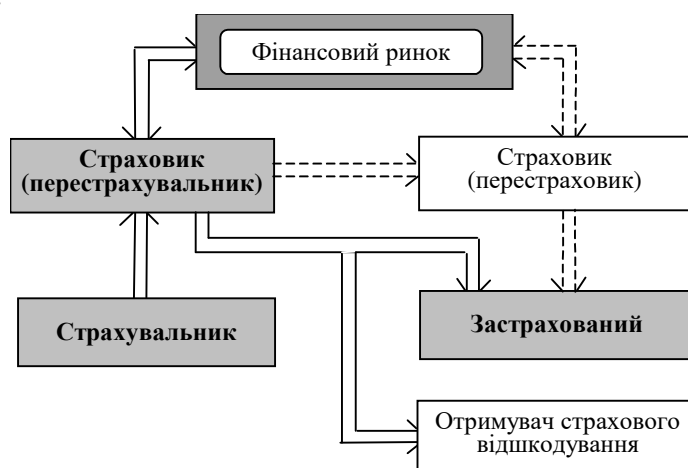 Фінансовий ринок
Страховик
(перестрахувальник)
Страховик
(перестраховик)
Страхувальник
Застрахований
Отримувач страхового
відшкодування